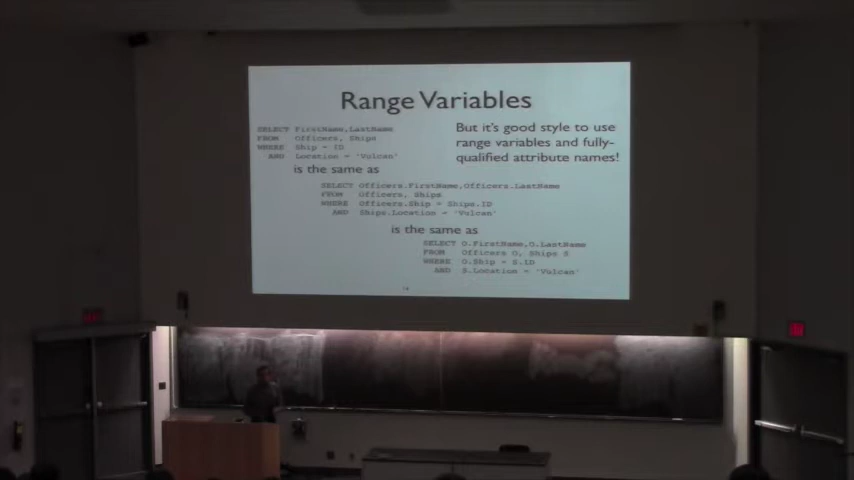 Range Variables
SELECT FirstName,LastName
FROM Officers, Ships
WHERE Ship = ID
AND Location = 'Vulcan'
But it's good style to use
range variables and fully-
qualified attribute names!
is the same as
SELECT Officers.FirstName,Officers.LastName
FROM Officers, Ships
WHERE Officers.Ship = Ships.ID
AND Ships.Location = 'Vulcan'
is the same as
SELECT O.FirstName,O.LastName
FROM Officers O, Ships S
WHERE O.Ship = S.ID
AND S.Location = 'Vulcan'
14